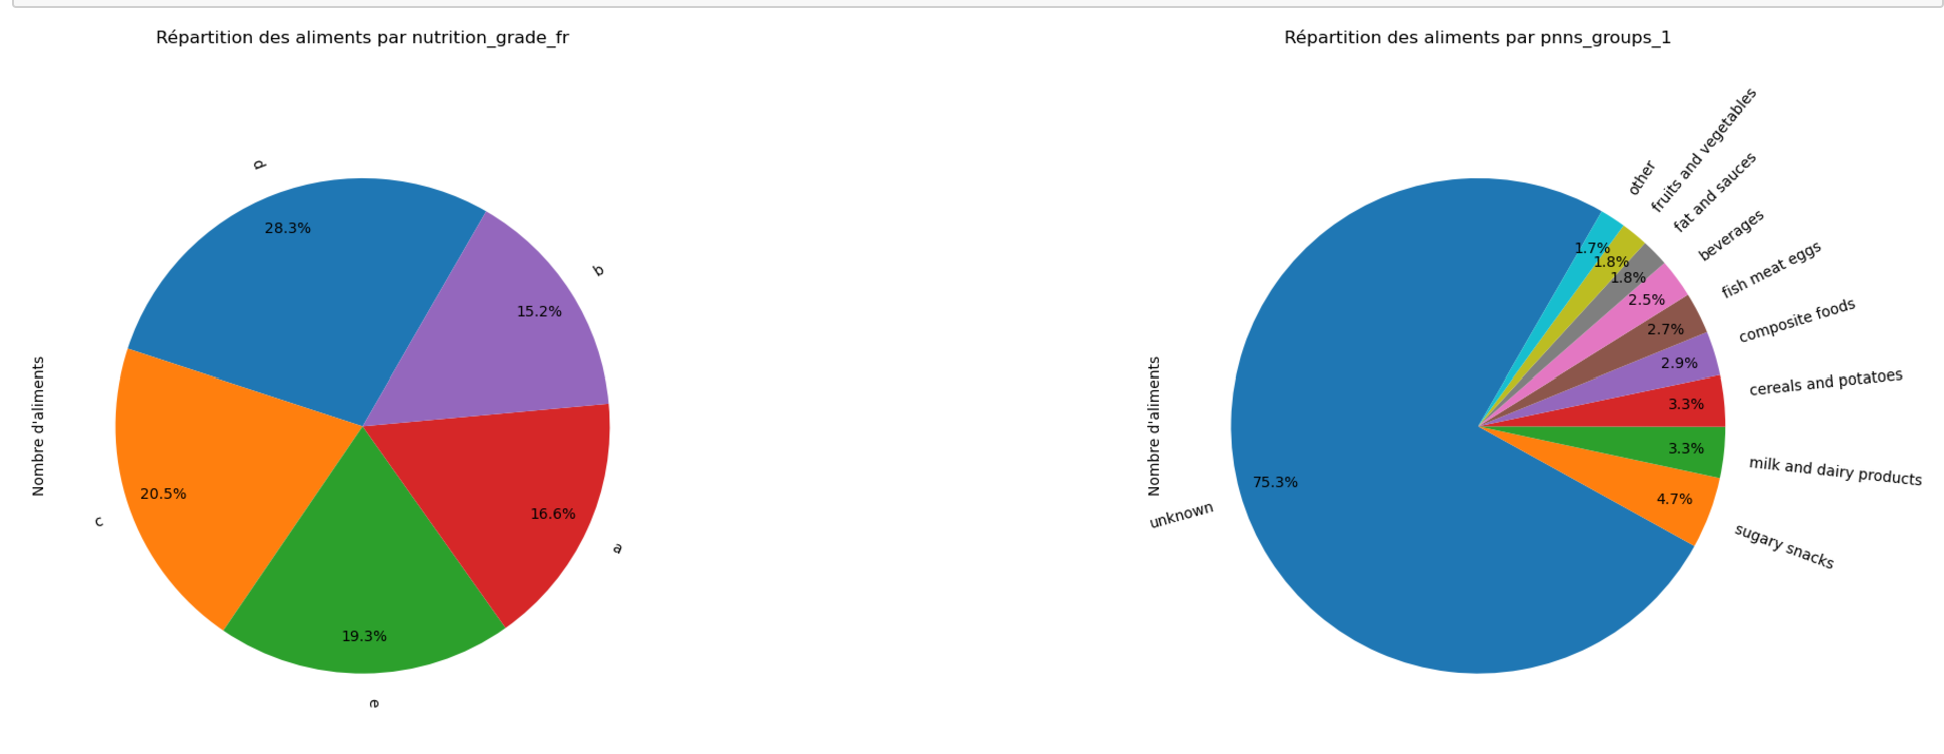 Répartition des aliments par nutrition_grade_fr
d
28.3%
b
15.2%
Nombre d'aliments
20.5%
c
16.6%
a
19.3%
e
Répartition des aliments par pnns_groups_1
other
fruits and vegetables
fat and sauces
beverages
fish meat eggs
composite foods
cereals and potatoes
milk and dairy products
sugary snacks
unknown
1.7%
1.8%
1.8%
2.5%
2.7%
2.9%
3.3%
3.3%
4.7%
75.3%
Nombre d'aliments